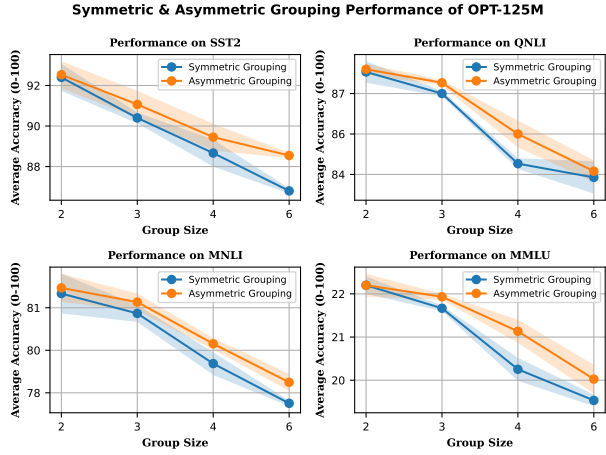 Symmetric & Asymmetric Grouping Performance of OPT-125M
Performance on SST2
Average Accuracy (0-100)
92
90
88
Symmetric Grouping
Asymmetric Grouping
2
3
4
6
Group Size
Performance on QNLI
Average Accuracy (0-100)
87
86
84
Symmetric Grouping
Asymmetric Grouping
2
3
4
6
Group Size
Performance on MNLI
Average Accuracy (0-100)
81
80
78
Symmetric Grouping
Asymmetric Grouping
2
3
4
6
Group Size
Performance on MMLU
Average Accuracy (0-100)
22
21
20
Symmetric Grouping
Asymmetric Grouping
2
3
4
6
Group Size